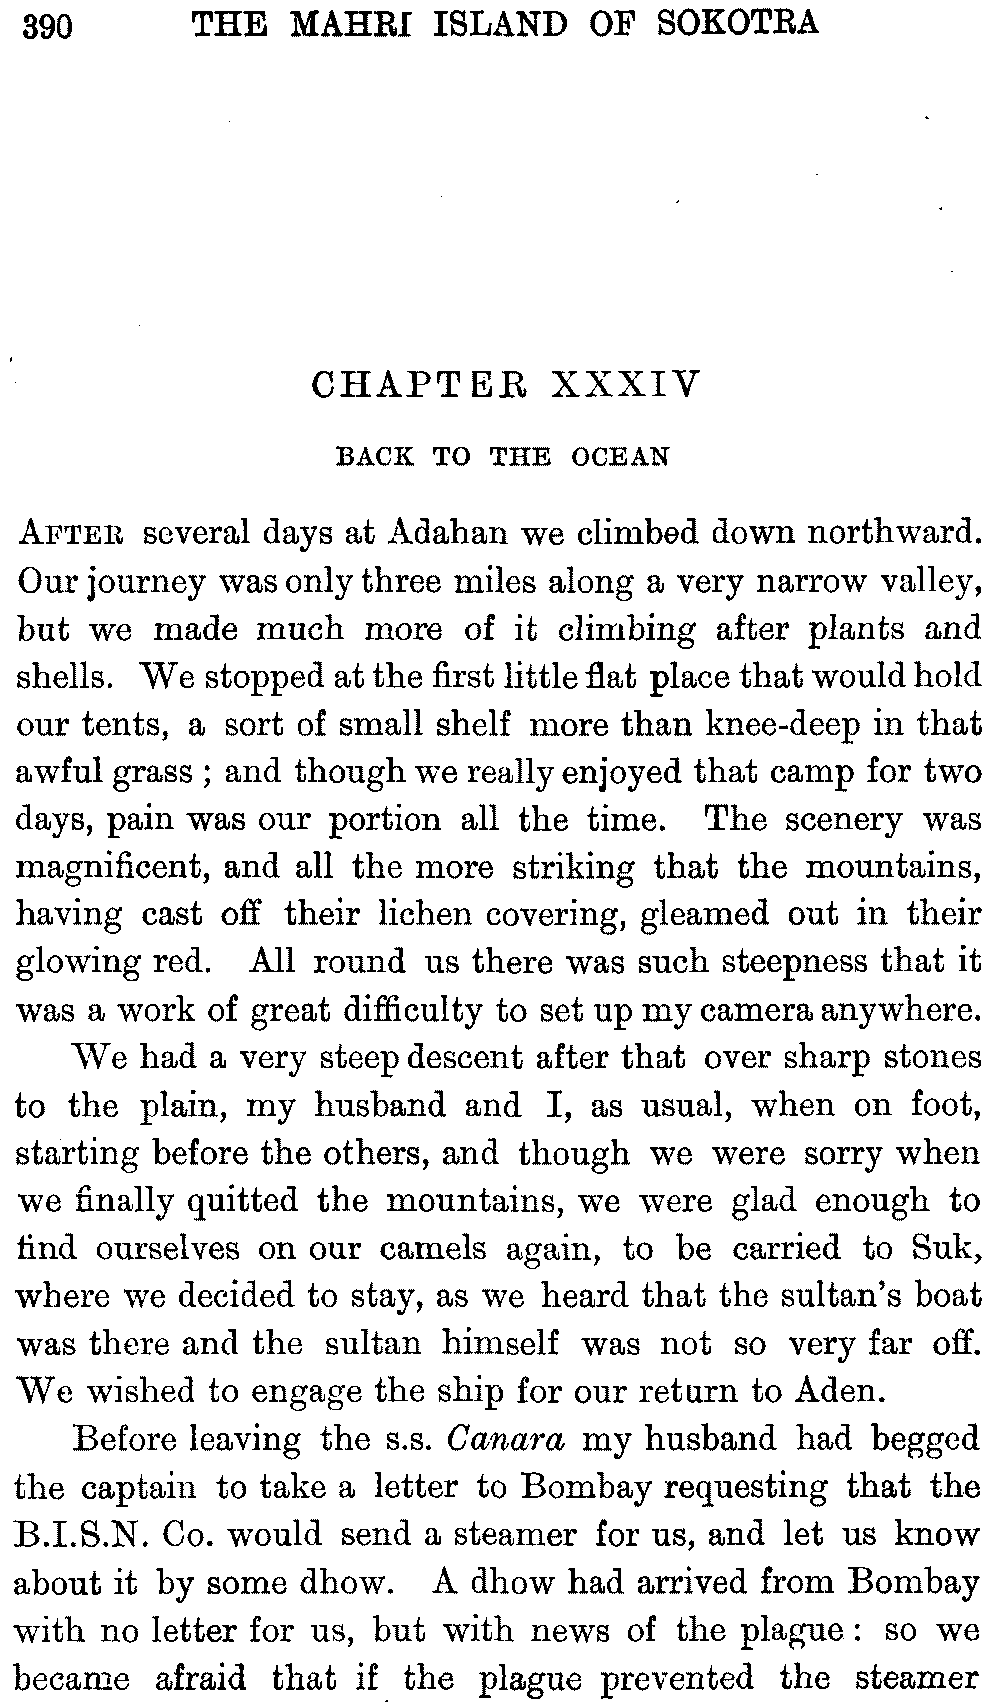 390 THE MAHRI ISLAND OF SOKOTRA
CHAPTER XXXIV
BACK TO THE OCEAN
AFTER several days at Adahan we climbed down northward.
Our journey was only three miles along a very narrow valley,
but we made much more of it climbing after plants and
shells. We stopped at the first little flat place that would hold
our tents, a sort of small shelf more than knee-deep in that
awful grass ; and though we really enjoyed that camp for two
days, pain was our portion all the time. The scenery was
magnificent, and all the more striking that the mountains,
having cast off their lichen covering, gleamed out in their
glowing red. All round us there was such steepness that it
was a work of great difficulty to set up my camera anywhere.
We had a very steep descent after that over sharp stones
to the plain, my husband and I, as usual, when on foot,
starting before the others, and though we were sorry when
we finally quitted the mountains, we were glad enough to
find ourselves on our camels again, to be carried to Suk,
where we decided to stay, as we heard that the sultan's boat
was there and the sultan himself was not so very far off.
We wished to engage the ship for our return to Aden.
Before leaving the s.s. Canara my husband had begged
the captain to take a letter to Bombay requesting that the
B.I.S.N. Co. would send a steamer for us, and let us know
about it by some dhow. A dhow had arrived from Bombay
with no letter for us, but with news of the plague : so we
became afraid that if the plague prevented the steamer